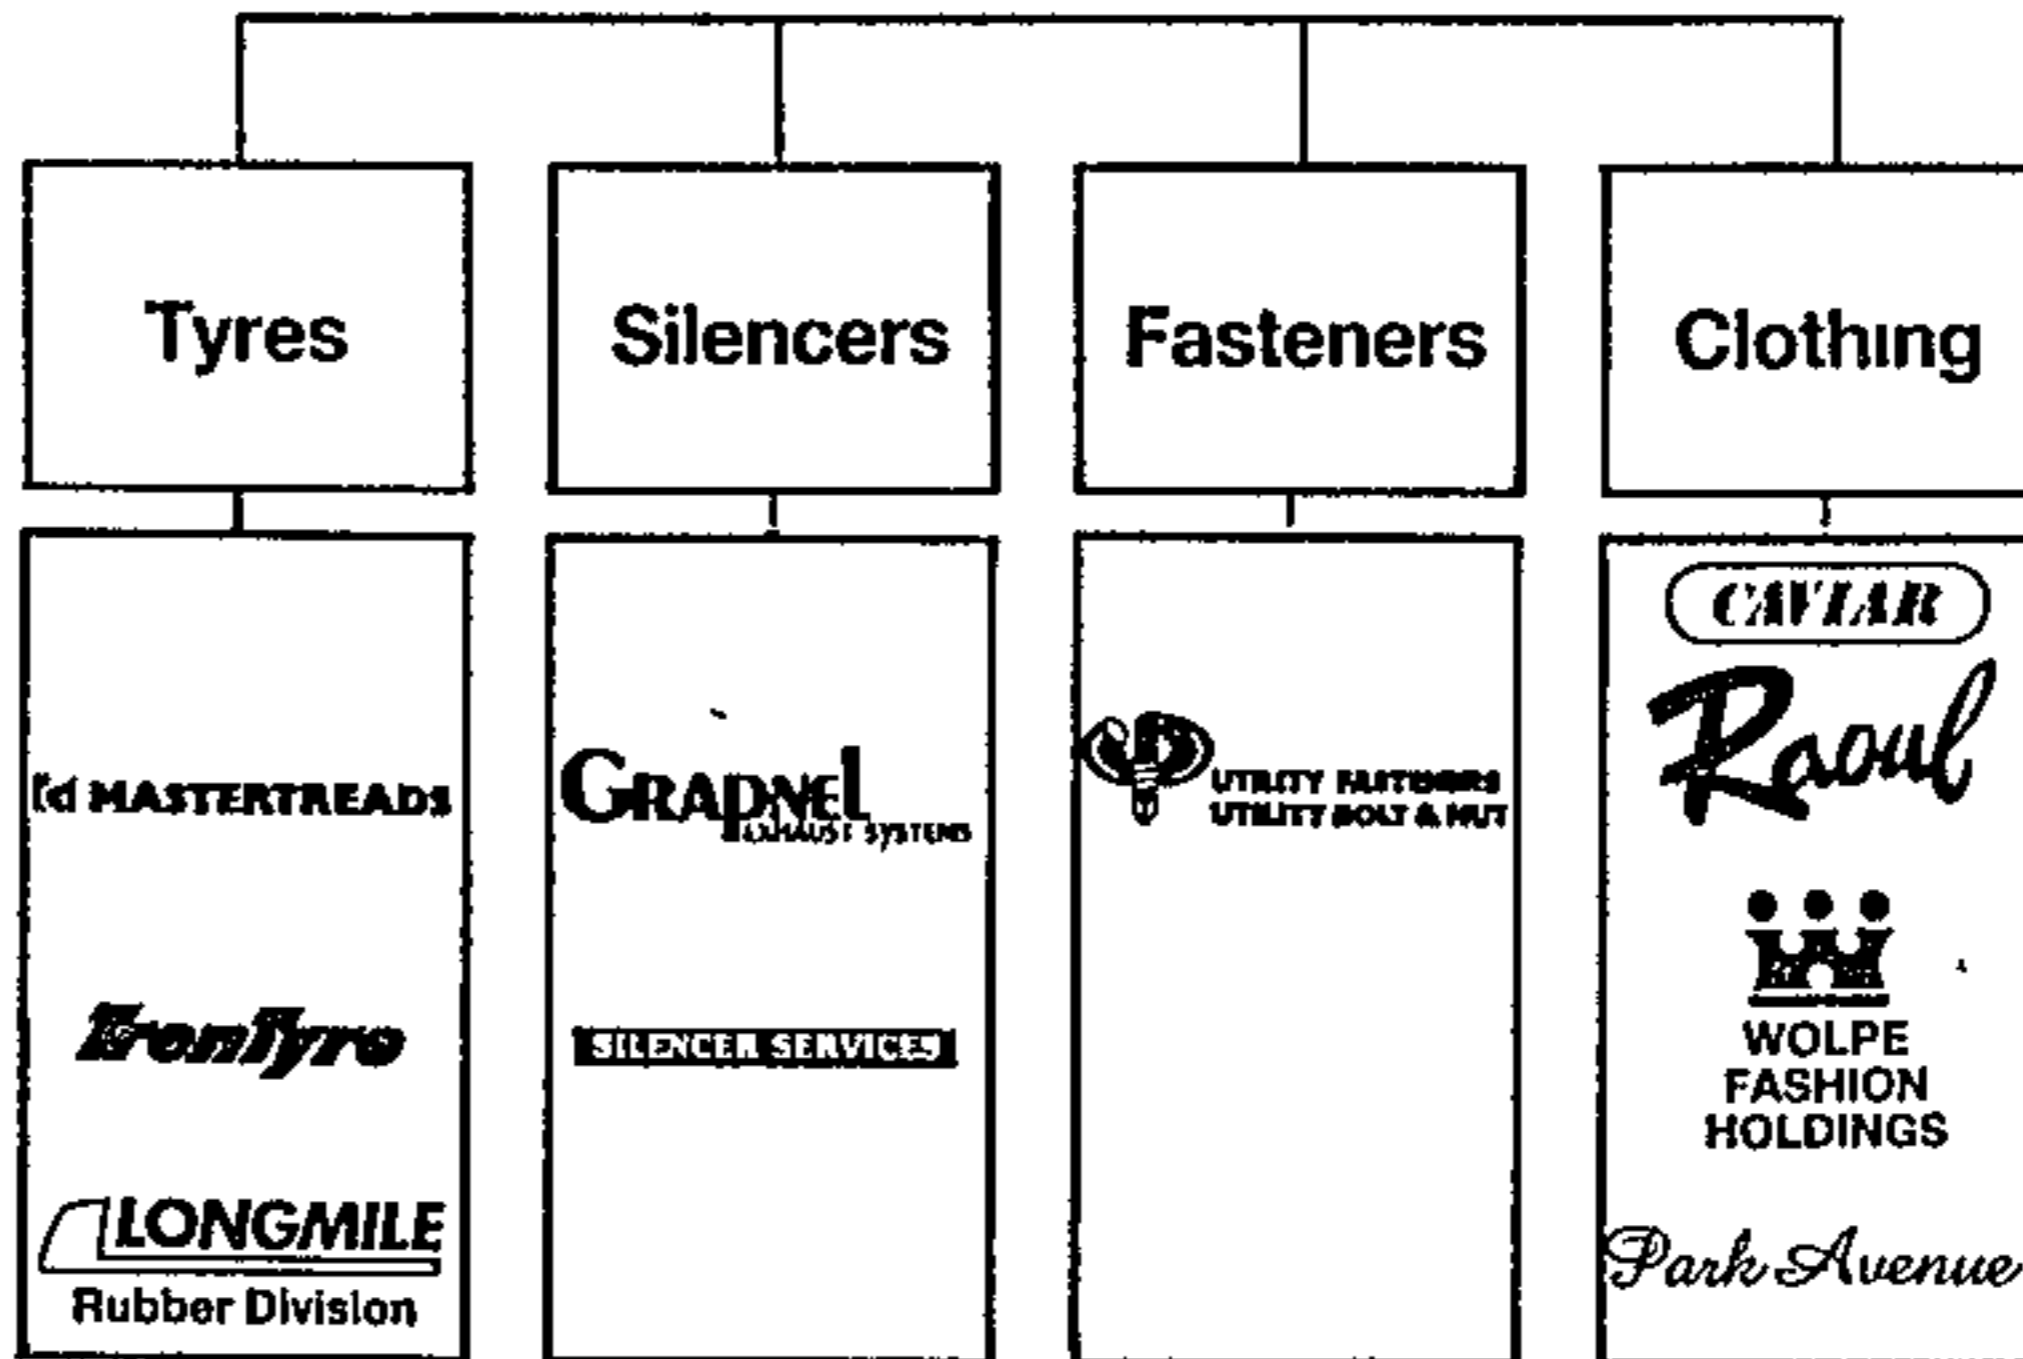 Tyres
Silencers
Fasteners
Clothing
MASTERTREADS
LONGMILE
Rubber Division
GRAPNEL
EXHAUST SYSTEMS
SILENCER SERVICES
UTILITY FASTENERS
UTILITY BOLT & NUT
CAVIAR
Raoul
WOLPE
FASHION
HOLDINGS
Park Avenue